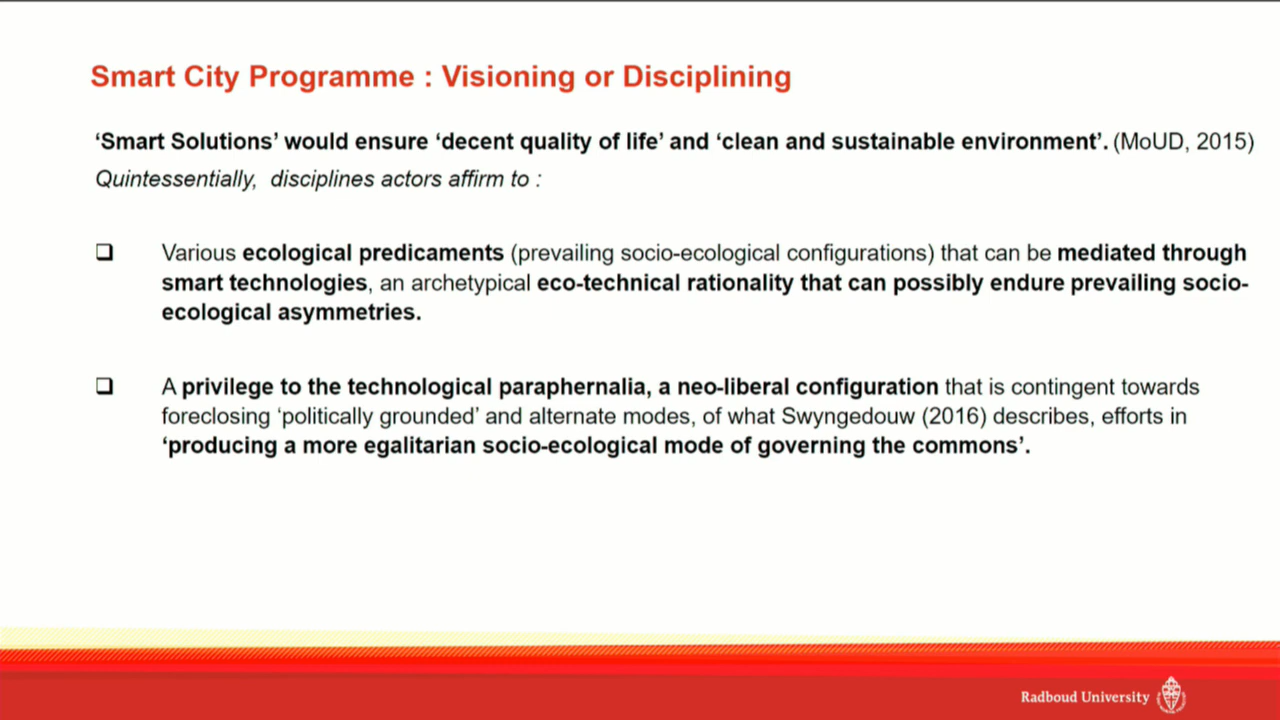 Smart City Programme : Visioning or Disciplining
‘Smart Solutions’ would ensure ‘decent quality of life’ and ‘clean and sustainable environment’. (MoUD, 2015)
Quintessentially, disciplines actors affirm to :
Various ecological predicaments (prevailing socio-ecological configurations) that can be mediated through
smart technologies, an archetypical eco-technical rationality that can possibly endure prevailing socio-
ecological asymmetries.
A privilege to the technological paraphernalia, a neo-liberal configuration that is contingent towards
foreclosing ‘politically grounded’ and alternate modes, of what Swyngedouw (2016) describes, efforts in
‘producing a more egalitarian socio-ecological mode of governing the commons’.
Radboud University